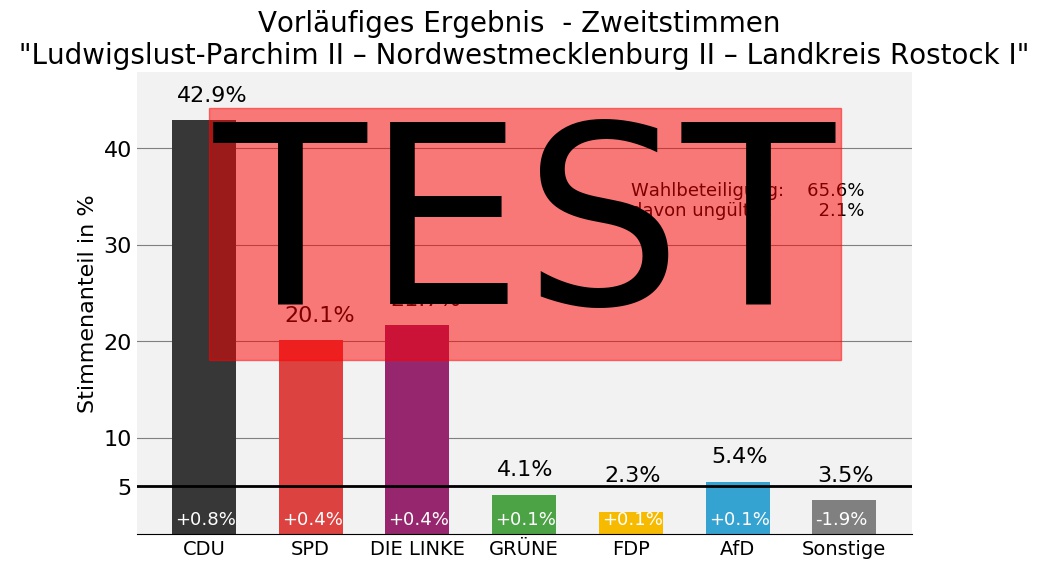 Vorläufiges Ergebnis - Zweitstimmen
"Ludwigslust-Parchim II – Nordwestmecklenburg II – Landkreis Rostock I"
42.9%
TEST
Wahlbeteiligung: 65.6%
davon 2.1%
20.1%
4.1%
2.3%
5.4%
3.5%
Stimmenanteil in %
40
30
20
10
5
+0.8%
+0.4%
+0.4%
+0.1%
+0.1%
+0.1%
-1.9%
CDU
SPD
DIE LINKE
GRÜNE
FDP
AfD
Sonstige